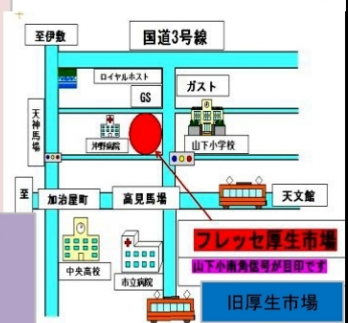 至伊敷
国道3号線
ロイヤルホスト
ガスト
GS
天神馬場
沖野病院
山下小学校
至
加治屋町
高見馬場
天文館
フレッセ厚生市場
山下小南角信号が目印です
中央高校
市立病院
旧厚生市場